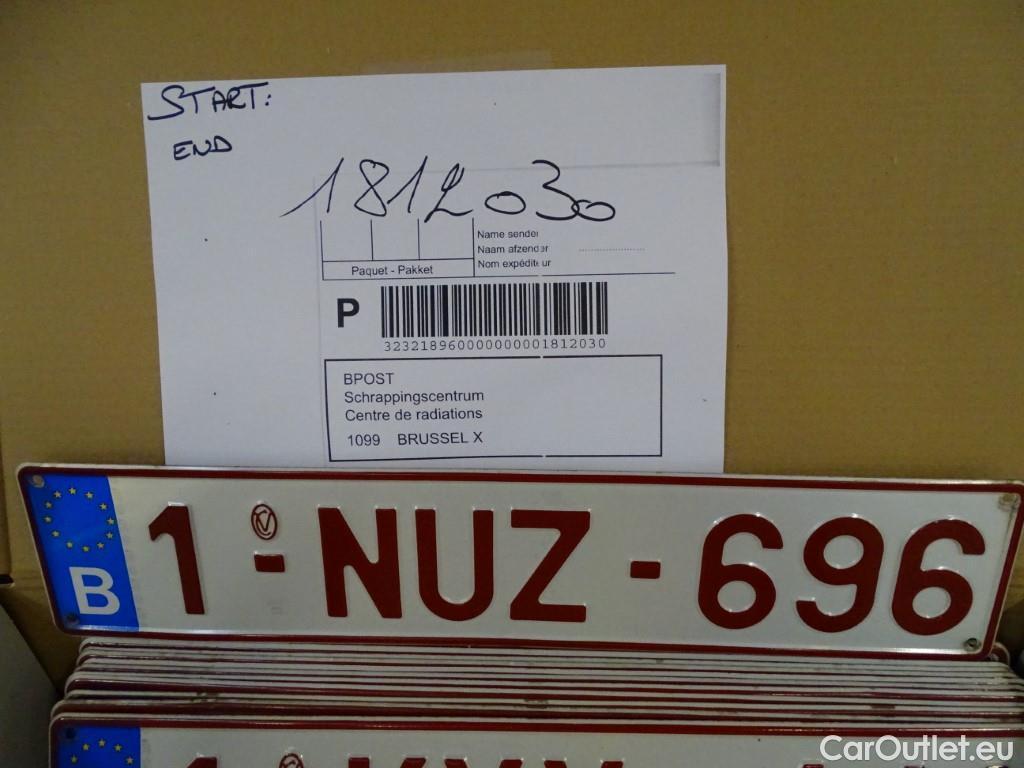 START:
END
1812030
Name sender
Naam afzender
Nom expéditeur
Paquet - Pakket
P
3232189600000000001812030
BPOST
Schrappingscentrum
Centre de radiations
1099 BRUSSEL X
B 1-NUZ-696
CarOutlet.eu